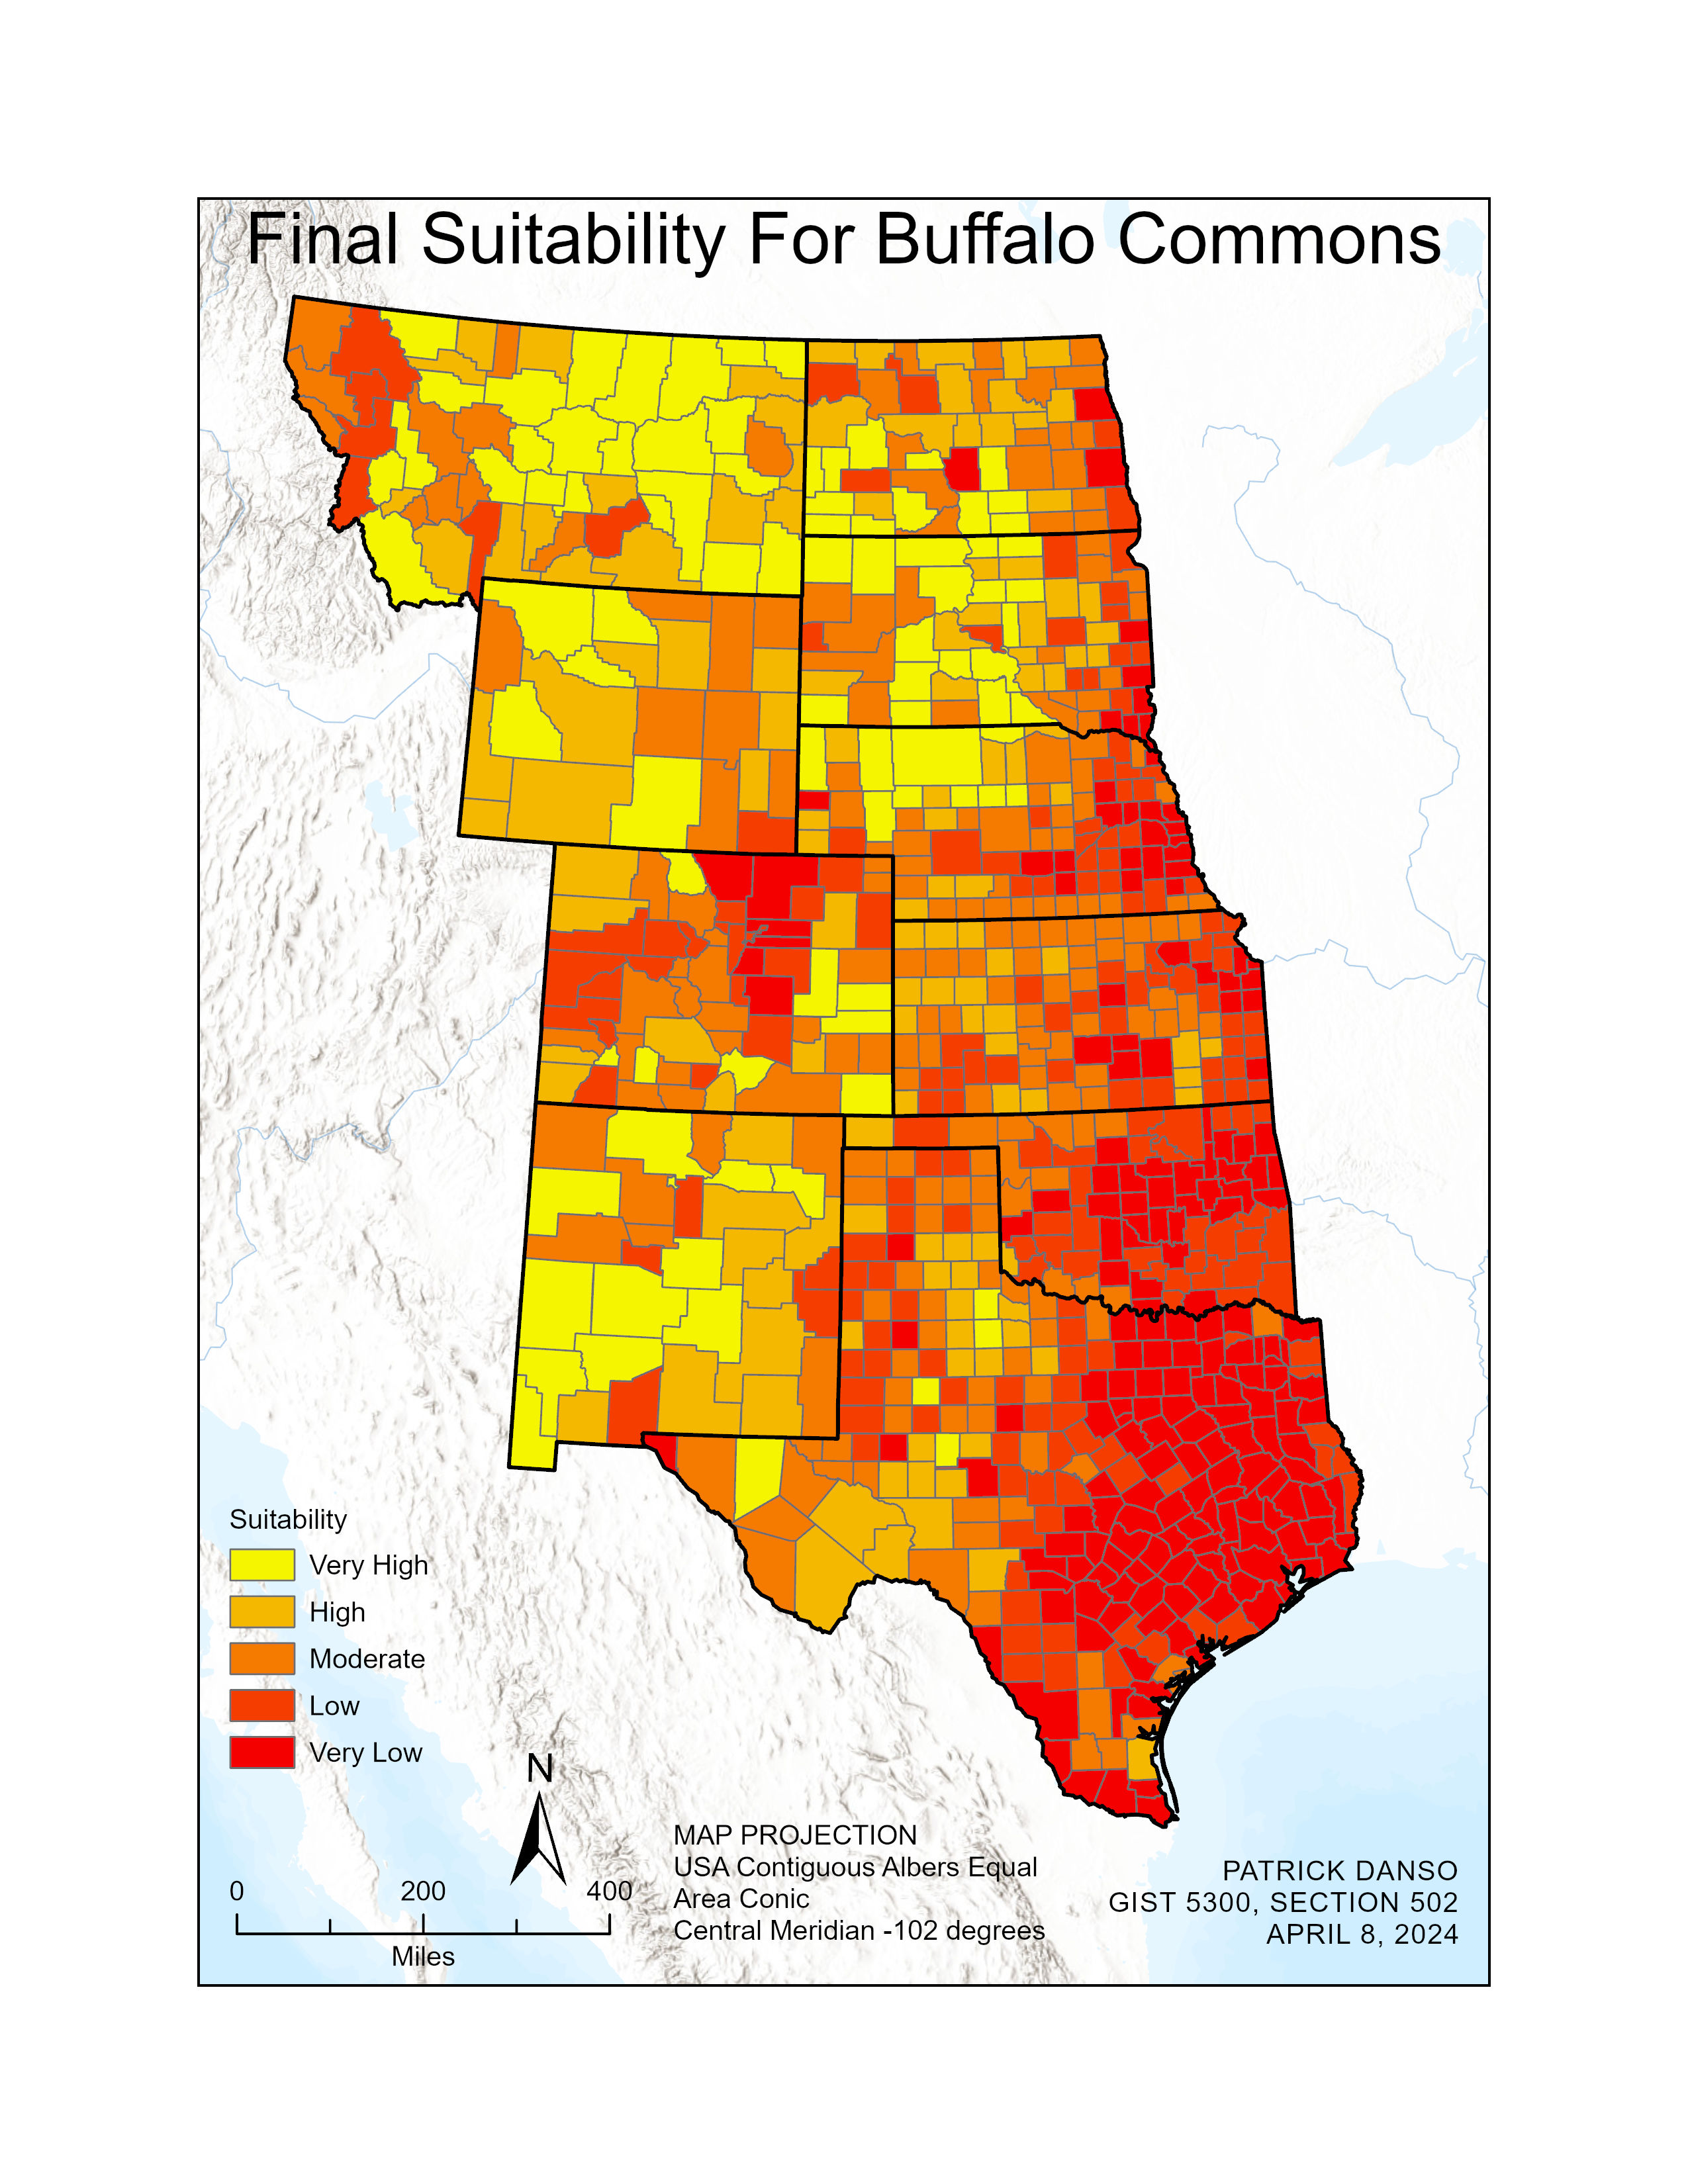 Final Suitability For Buffalo Commons
Suitability
Very High
High
Moderate
Low
Very Low
N
0 200 400
Miles
MAP PROJECTION
USA Contiguous Albers Equal
Area Conic
Central Meridian -102 degrees
PATRICK DANSO
GIST 5300, SECTION 502
APRIL 8, 2024